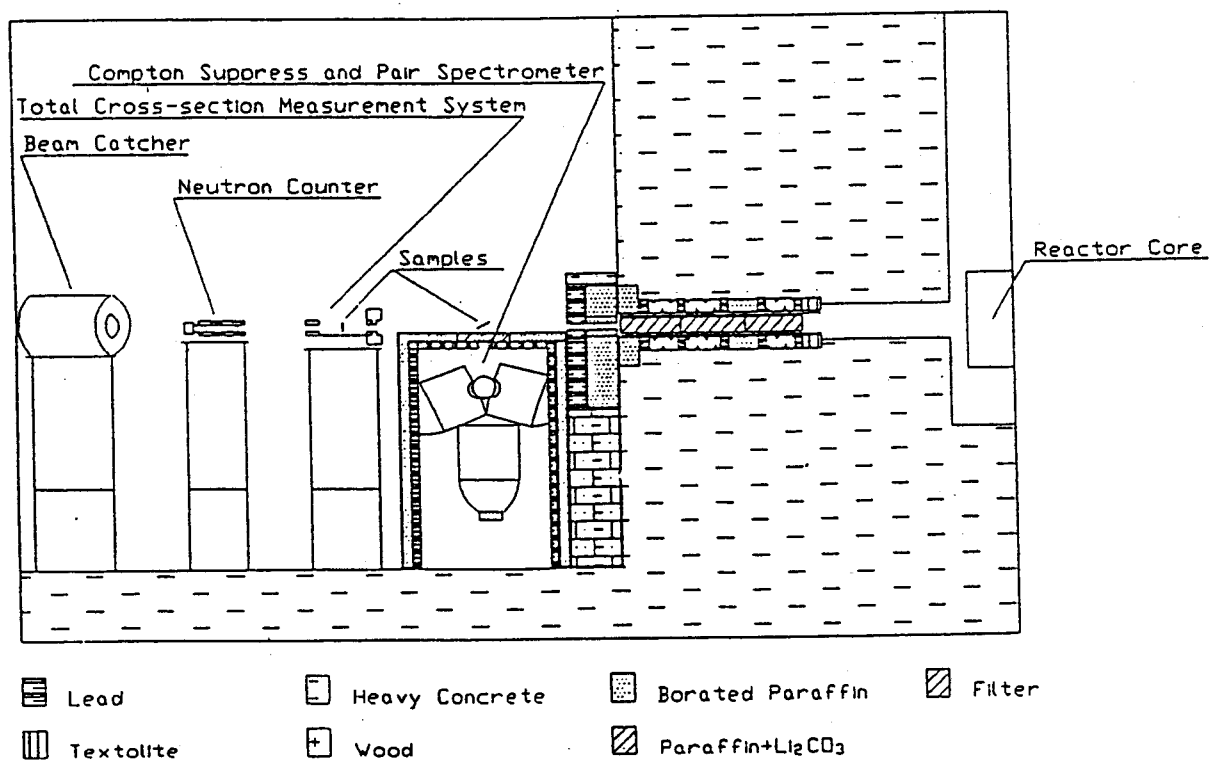 Compton Suppress and Pair Spectrometer
Total Cross-section Measurement System
Beam Catcher
Neutron Counter
Samples
Reactor Core
Lead
Heavy Concrete
Borated Paraffin
Filter
Textolite
Wood
Paraffin+Li₂CO₃